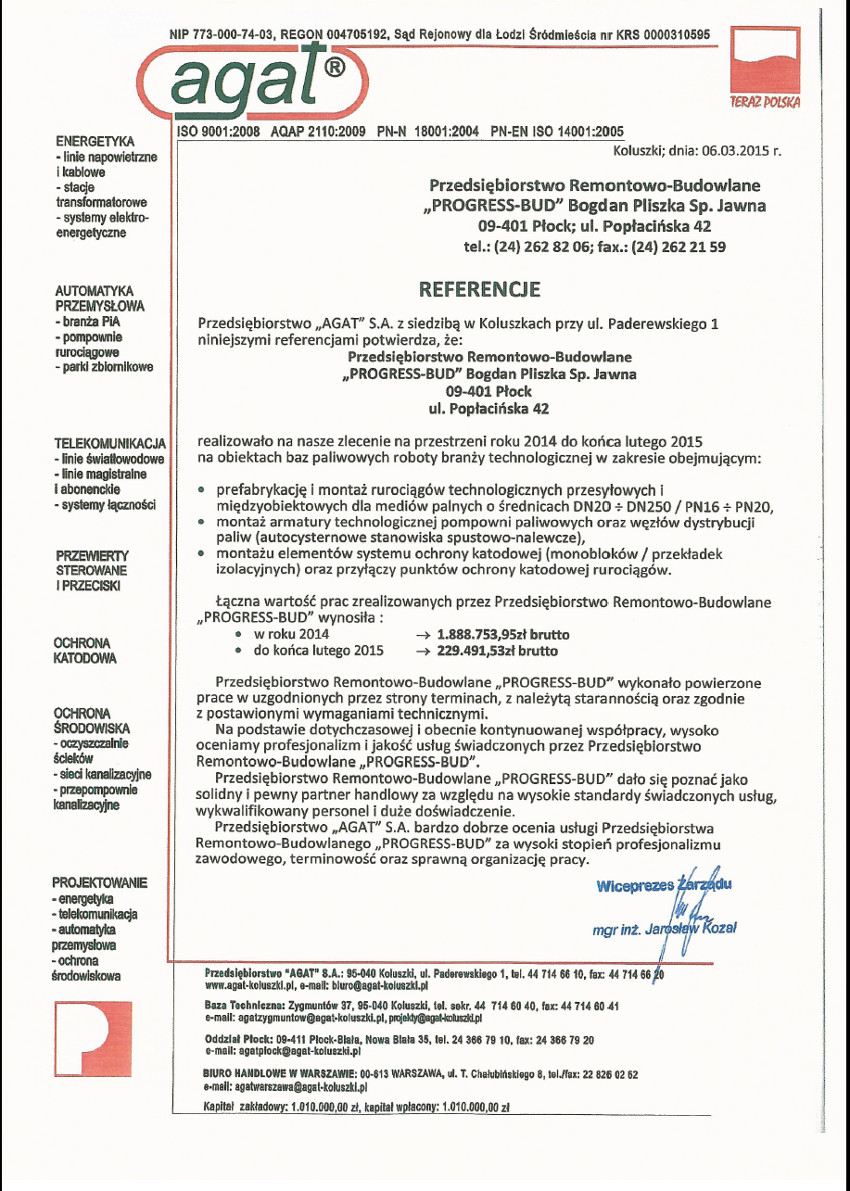 NIP 773-000-74-03, REGON 004705192, Sąd Rejonowy dla Łodzi Śródmieścia nr KRS 0000310595
agat®
TERAZ POLSKA
ISO 9001:2008 AQAP 2110:2009 PN-N 18001:2004 PN-EN ISO 14001:2005
ENERGETYKA
- linie napowietrzne
i kablowe
- stacje
transformatorowe
- systemy elektro-
energetyczne
AUTOMATYKA
PRZEMYSŁOWA
- branża PiA
- pompownie
rurociągowe
- parki zbiornikowe
TELEKOMUNIKACJA
- linie światłowodowe
- linie magistralne
i abonenckie
- systemy łączności
PRZEWIERTY
STEROWANE
I PRZECISKI
OCHRONA
KATODOWA
OCHRONA
ŚRODOWISKA
- oczyszczalnie
ścieków
- sieci kanalizacyjne
- przepompownie
kanalizacyjne
PROJEKTOWANIE
- energetyka
- telekomunikacja
- automatyka
przemysłowa
- ochrona
środowiskowa
Koluszki; dnia: 06.03.2015 r.
Przedsiębiorstwo Remontowo-Budowlane
„PROGRESS-BUD” Bogdan Pliszka Sp. Jawna
09-401 Płock; ul. Popłacińska 42
tel.: (24) 262 82 06; fax.: (24) 262 21 59
REFERENCJE
Przedsiębiorstwo „AGAT” S.A. z siedzibą w Koluszkach przy ul. Paderewskiego 1
niniejszymi referencjami potwierdza, że:
Przedsiębiorstwo Remontowo-Budowlane
„PROGRESS-BUD” Bogdan Pliszka Sp. Jawna
09-401 Płock
ul. Popłacińska 42
realizowało na nasze zlecenie na przestrzeni roku 2014 do końca lutego 2015
na obiektach baz paliwowych roboty branży technologicznej w zakresie obejmującym:
• prefabrykację i montaż rurociągów technologicznych przesyłowych i
międzyobiektowych dla mediów palnych o średnicach DN20 ÷ DN250 / PN16 ÷ PN20,
• montaż armatury technologicznej pompowni paliwowych oraz węzłów dystrybucji
paliw (autocysternowe stanowiska spustowo-nalewcze),
• montażu elementów systemu ochrony katodowej (monobloków / przekładek
izolacyjnych) oraz przyłączy punktów ochrony katodowej rurociągów.
Łączna wartość prac zrealizowanych przez Przedsiębiorstwo Remontowo-Budowlane
„PROGRESS-BUD” wynosiła :
• w roku 2014 → 1.888.753,95zł brutto
• do końca lutego 2015 → 229.491,53zł brutto
Przedsiębiorstwo Remontowo-Budowlane „PROGRESS-BUD” wykonało powierzone
prace w uzgodnionych przez strony terminach, z należytą starannością oraz zgodnie
z postawionymi wymaganiami technicznymi.
Na podstawie dotychczasowej i obecnie kontynuowanej współpracy, wysoko
oceniamy profesjonalizm i jakość usług świadczonych przez Przedsiębiorstwo
Remontowo-Budowlane „PROGRESS-BUD”.
Przedsiębiorstwo Remontowo-Budowlane „PROGRESS-BUD” dało się poznać jako
solidny i pewny partner handlowy za względu na wysokie standardy świadczonych usług,
wykwalifikowany personel i duże doświadczenie.
Przedsiębiorstwo „AGAT” S.A. bardzo dobrze ocenia usługi Przedsiębiorstwa
Remontowo-Budowlanego „PROGRESS-BUD” za wysoki stopień profesjonalizmu
zawodowego, terminowość oraz sprawną organizację pracy.
Wiceprezes Zarządu
mgr inż. Jarosław Kozal
Przedsiębiorstwo "AGAT" S.A.: 95-040 Koluszki, ul. Paderewskiego 1, tel. 44 714 66 10, fax: 44 714 66 20
www.agat-koluszki.pl, e-mail: biuro@agat-koluszki.pl
Baza Techniczna: Zygmuntów 37, 95-040 Koluszki, tel. sekr. 44 714 60 40, fax: 44 714 60 41
e-mail: agatzygmuntow@agat-koluszki.pl, projekty@agat-koluszki.pl
Oddział Płock: 09-411 Płock-Biała, Nowa Biała 35, tel. 24 366 79 10, fax: 24 366 79 20
e-mail: agatplock@agat-koluszki.pl
BIURO HANDLOWE W WARSZAWIE: 00-613 WARSZAWA, ul. T. Chałubińskiego 8, tel./fax: 22 826 02 52
e-mail: agatwarszawa@agat-koluszki.pl
Kapitał zakładowy: 1.010.000,00 zł, kapitał wpłacony: 1.010.000,00 zł